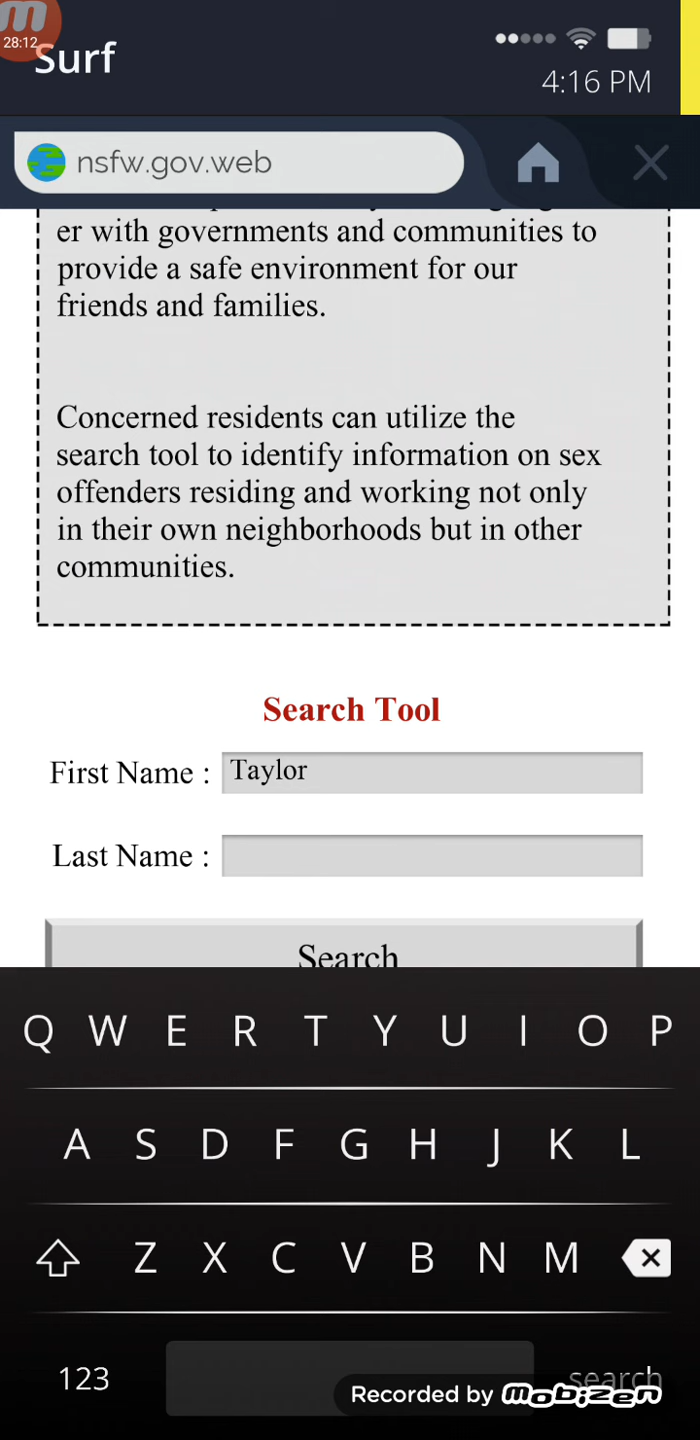 28:12
Surf
4:16 PM
nsfw.gov.web
er with governments and communities to
provide a safe environment for our
friends and families.
Concerned residents can utilize the
search tool to identify information on sex
offenders residing and working not only
in their own neighborhoods but in other
communities.
Search Tool
First Name : Taylor
Last Name :
Search
Q W E R T Y U I O P
A S D F G H J K L
Z X C V B N M
123 search
Recorded by mobizen